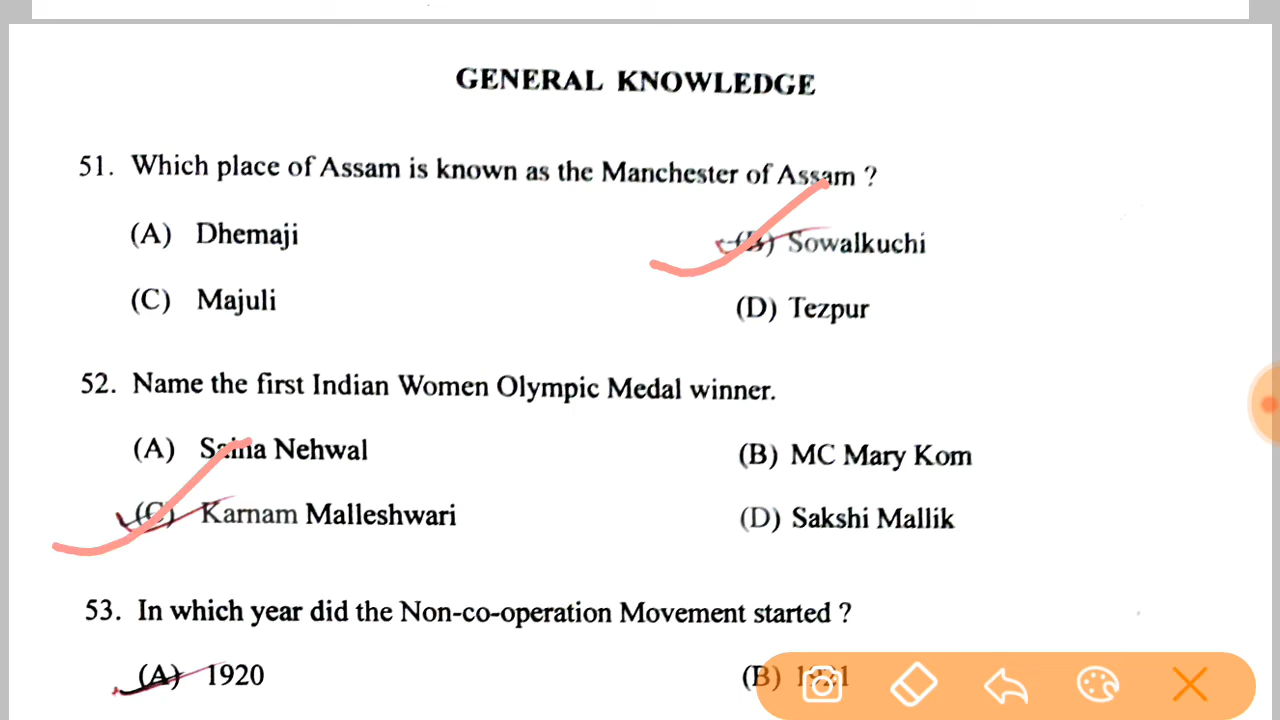 GENERAL KNOWLEDGE
51. Which place of Assam is known as the Manchester of Assam ?
(A) Dhemaji
(B) Sowalkuchi
(C) Majuli
(D) Tezpur
52. Name the first Indian Women Olympic Medal winner.
(A) Saina Nehwal
(B) MC Mary Kom
(C) Karnam Malleshwari
(D) Sakshi Mallik
53. In which year did the Non-co-operation Movement started ?
(A) 1920
(B) 1921